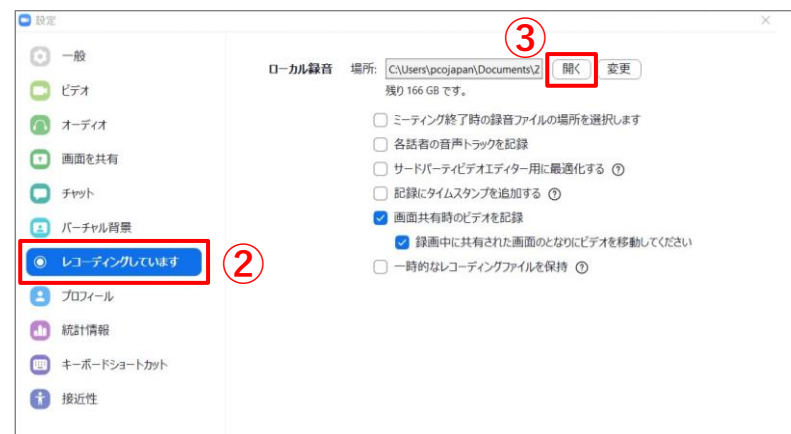 設定
③
一般
ローカル録音 場所: C:\Users\pcojapan\Documents\Z 開く 変更
残り 166 GB です。
ビデオ
ミーティング終了時の録音ファイルの場所を選択します
オーディオ
各話者の音声トラックを記録
画面を共有
サードパーティビデオエディター用に最適化する
チャット
記録にタイムスタンプを追加する
バーチャル背景
画面共有時のビデオを記録
録画中に共有された画面のとなりにビデオを移動してください
レコーディングしています ②
一時的なレコーディングファイルを保持
プロフィール
統計情報
キーボードショートカット
接近性